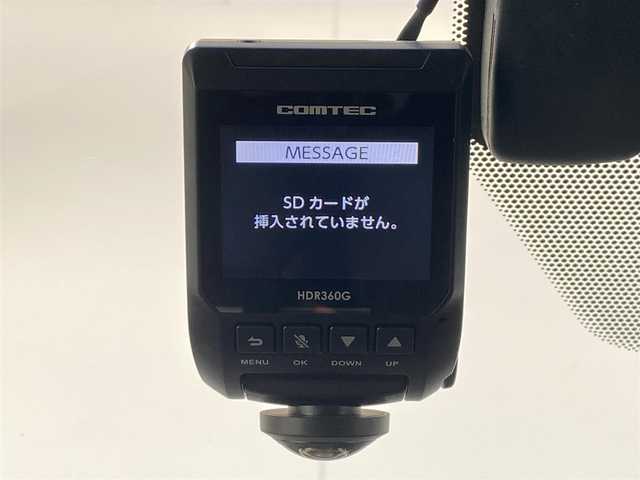 COMTEC
MESSAGE
SD カードが
挿入されていません。
HDR360G
MENU OK DOWN UP